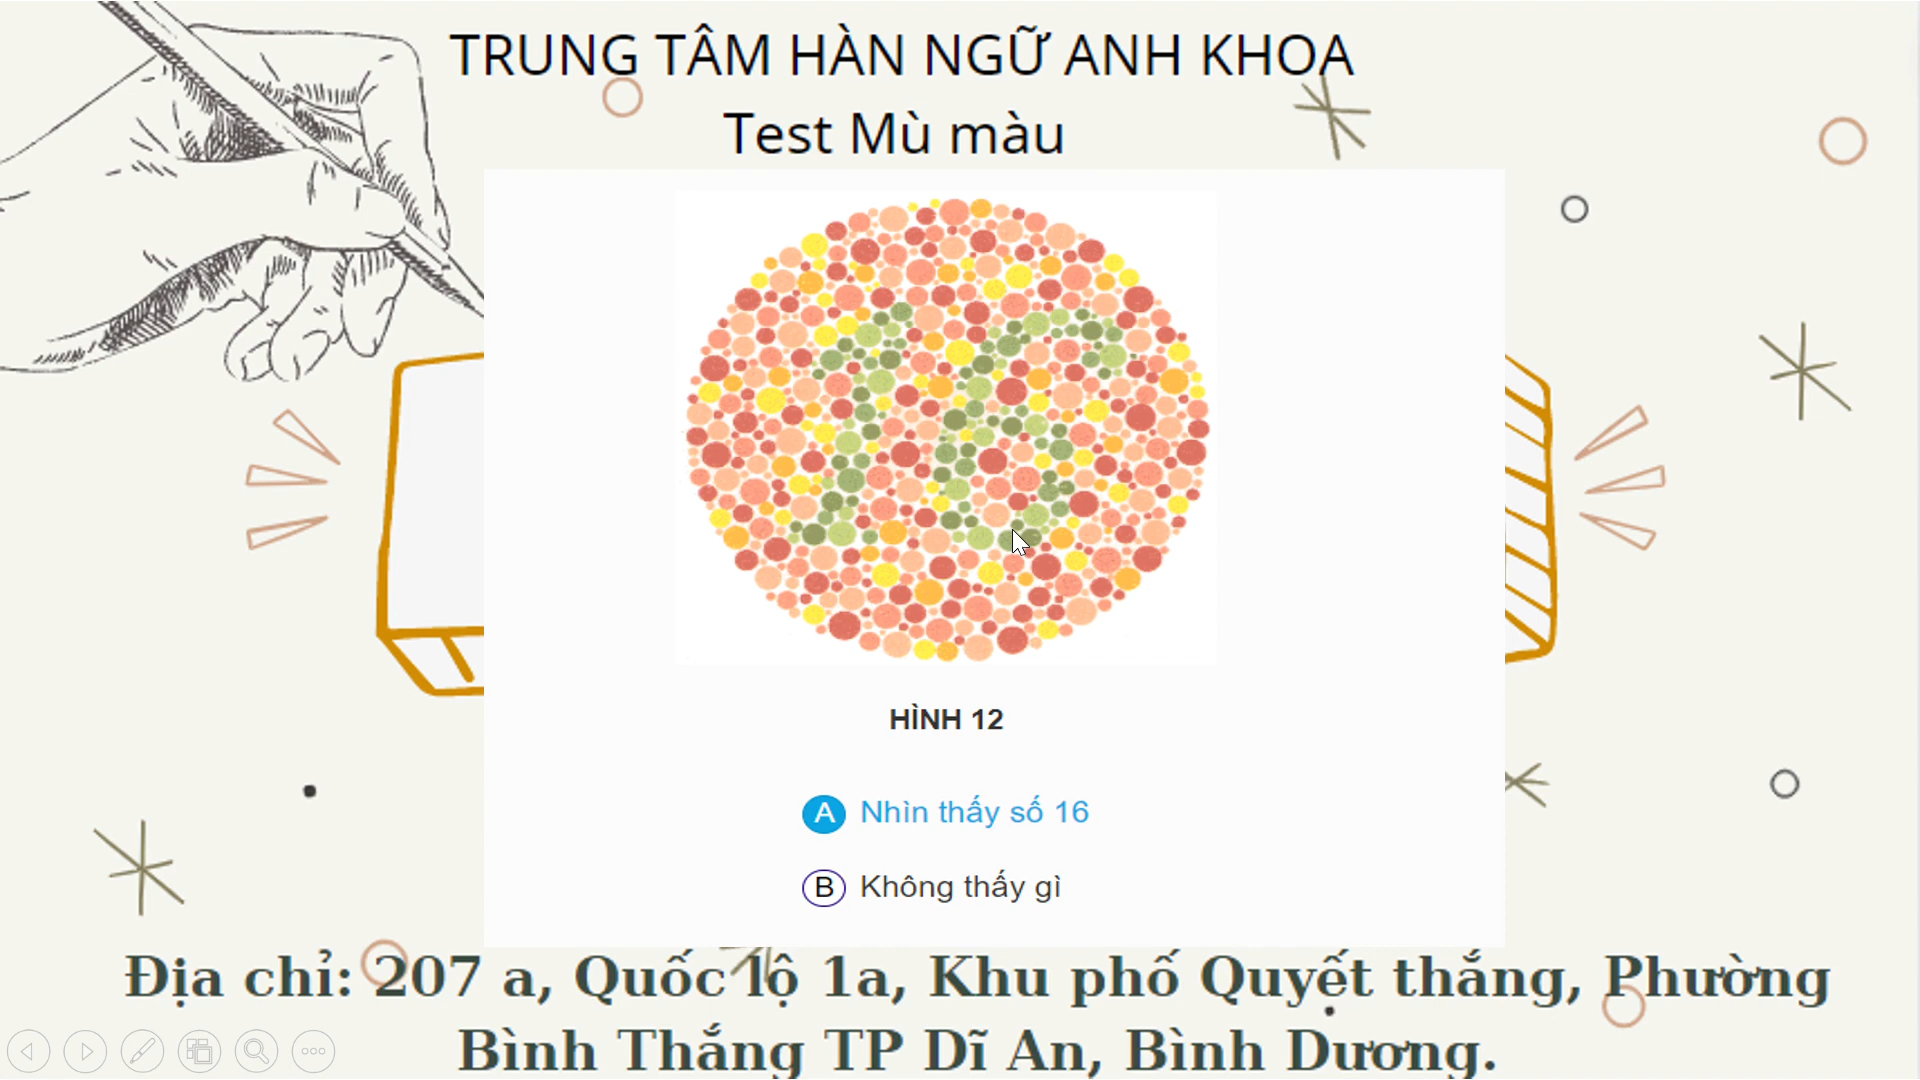 TRUNG TÂM HÀN NGỮ ANH KHOA
Test Mù màu
16
HÌNH 12
A Nhìn thấy số 16
B Không thấy gì
Địa chỉ: 207 a, Quốc lộ 1a, Khu phố Quyết thắng, Phường
Bình Thắng TP Dĩ An, Bình Dương.